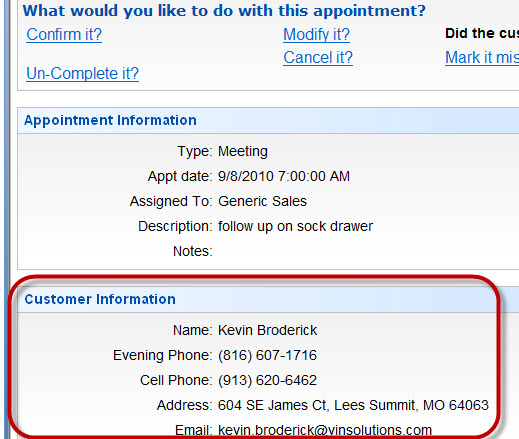 What would you like to do with this appointment?
Confirm it? Modify it? Did the cus
Cancel it? Mark it mis
Un-Complete it?
Appointment Information
Type: Meeting
Appt date: 9/8/2010 7:00:00 AM
Assigned To: Generic Sales
Description: follow up on sock drawer
Notes:
Customer Information
Name: Kevin Broderick
Evening Phone: (816) 607-1716
Cell Phone: (913) 620-6462
Address: 604 SE James Ct, Lees Summit, MO 64063
Email: kevin.broderick@vinsolutions.com